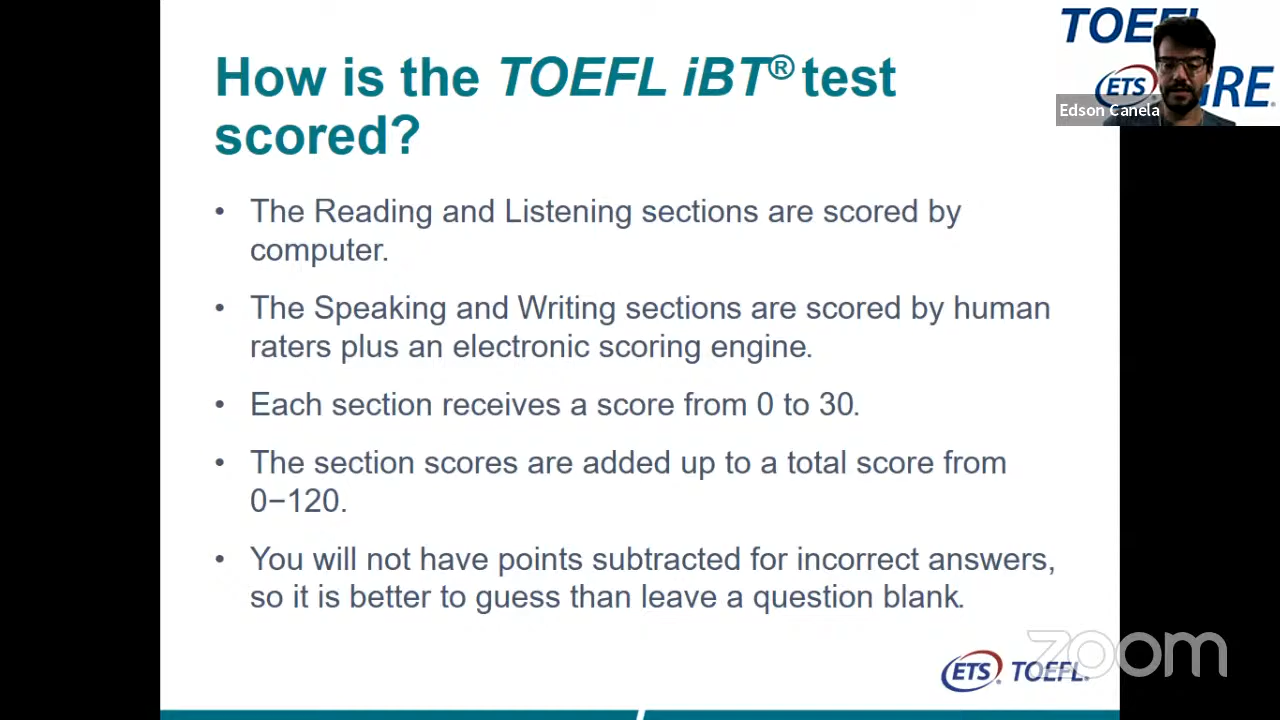 How is the TOEFL iBT® test
scored?
• The Reading and Listening sections are scored by
computer.
• The Speaking and Writing sections are scored by human
raters plus an electronic scoring engine.
• Each section receives a score from 0 to 30.
• The section scores are added up to a total score from
0−120.
• You will not have points subtracted for incorrect answers,
so it is better to guess than leave a question blank.
ETS® TOEFL®
zoom
TOEFL
ETS GRE®
Edson Canela